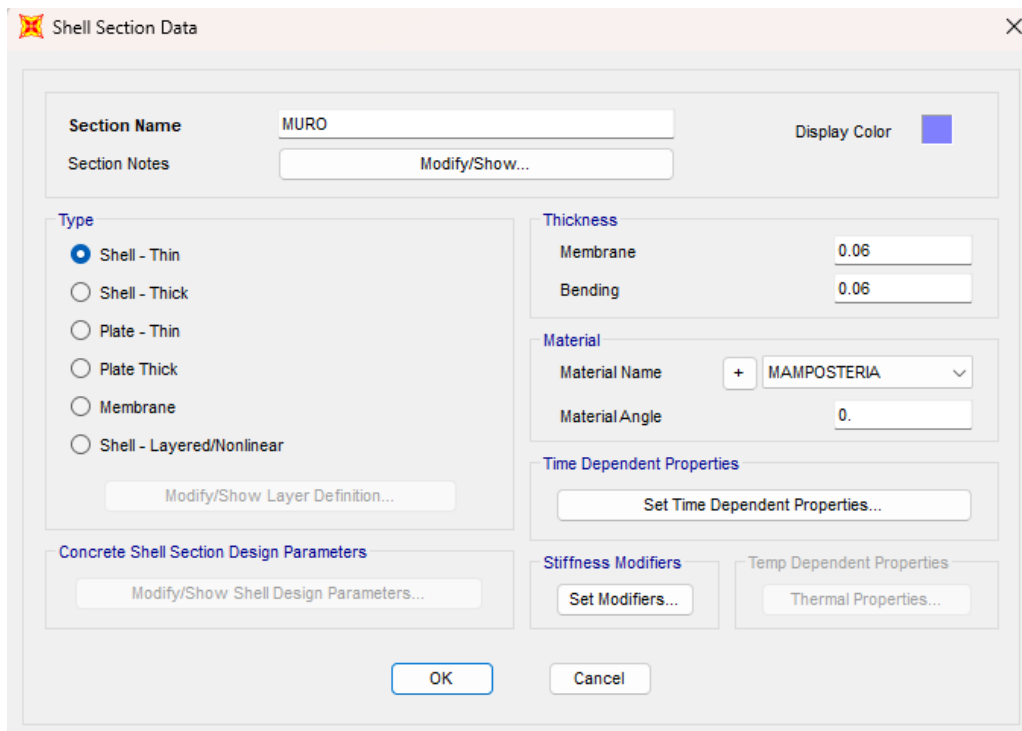 Shell Section Data
Section Name MURO Display Color
Section Notes Modify/Show...
Type
Shell - Thin
Shell - Thick
Plate - Thin
Plate Thick
Membrane
Shell - Layered/Nonlinear
Modify/Show Layer Definition...
Concrete Shell Section Design Parameters
Modify/Show Shell Design Parameters...
Thickness
Membrane 0.06
Bending 0.06
Material
Material Name + MAMPOSTERIA
Material Angle 0.
Time Dependent Properties
Set Time Dependent Properties...
Stiffness Modifiers
Set Modifiers...
Temp Dependent Properties
Thermal Properties...
OK Cancel